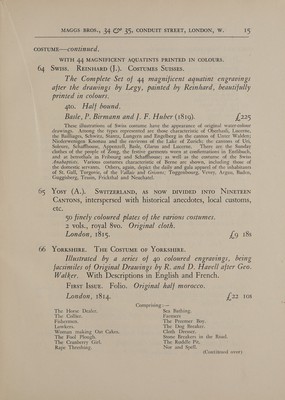 MAGGS BROS., 34 & 35, CONDUIT STREET, LONDON, W. 15
COSTUME—continued.
WITH 44 MAGNIFICENT AQUATINTS PRINTED IN COLOURS.
64 SWISS. REINHARD (J.). COSTUMES SUISSES.
The Complete Set of 44 magnificent aquatint engravings
after the drawings by Legy, painted by Reinhard, beautifully
printed in colours.
4to. Half bound.
Basle, P. Birmann and J. F. Huber (1819). £225
These illustrations of Swiss costume have the appearance of original water-colour
drawings. Among the types represented are those characteristic of Oberhasli, Lucerne,
the Bailliages, Schwitz, Sfaten, Longern and Engelberg in the canton of Unter Walden;
Niederweningen Knonau and the environs of the Lake of Zurich: the cantons of Uri,
Soleure, Schaffhouse, Appenzell, Basle, Glarus and Lucerne. There are the Sunday
clothes of the people of Zoug, the festive garments worn at confirmations in Entlibuch,
and at betrothals in Fribourg and Schaffhouse; as well as the costume of the Swiss
Anabaptists. Various costumes characteristic of Berne are shown, including those of
the domestic servants. Others, again, depict the daily and gala apparel of the inhabitants
of St. Gall, Turgovie, of the Vallais and Grisons; Toggenbourg, Vevy, Argau, Baden,
Guggisberg, Tessin, Frickthal and Neuchatel.
65 YOSY (A.). SWITZERLAND, AS NOW DIVIDED INTO NINETEEN
CANTONS, interspersed with historical anecdotes, local customs,
etc.
50 finely coloured plates of the various costumes.
2 vols., royal 8vo. Original cloth.
London, 1815. £9 18s
66 YORKSHIRE. THE COSTUME OF YORKSHIRE.
Illustrated by a series of 40 coloured engravings, being
facsimiles of Original Drawings by R. and D. Havell after Geo.
Walker. With Descriptions in English and French.
FIRST ISSUE. Folio. Original half morocco.
London, 1814. £22 10s
Comprising:—
The Horse Dealer.
The Collier.
Fishermen.
Lowkers.
Woman making Oat Cakes.
The Fool Plough.
The Cranberry Girl.
Rape Threshing.
Sea Bathing.
Farmers.
The Peemser Boy.
The Dog Breaker.
Cloth Dresser.
Stone Breakers in the Road.
The Ruddle Pit.
Nor and Spell.
(Continued over)